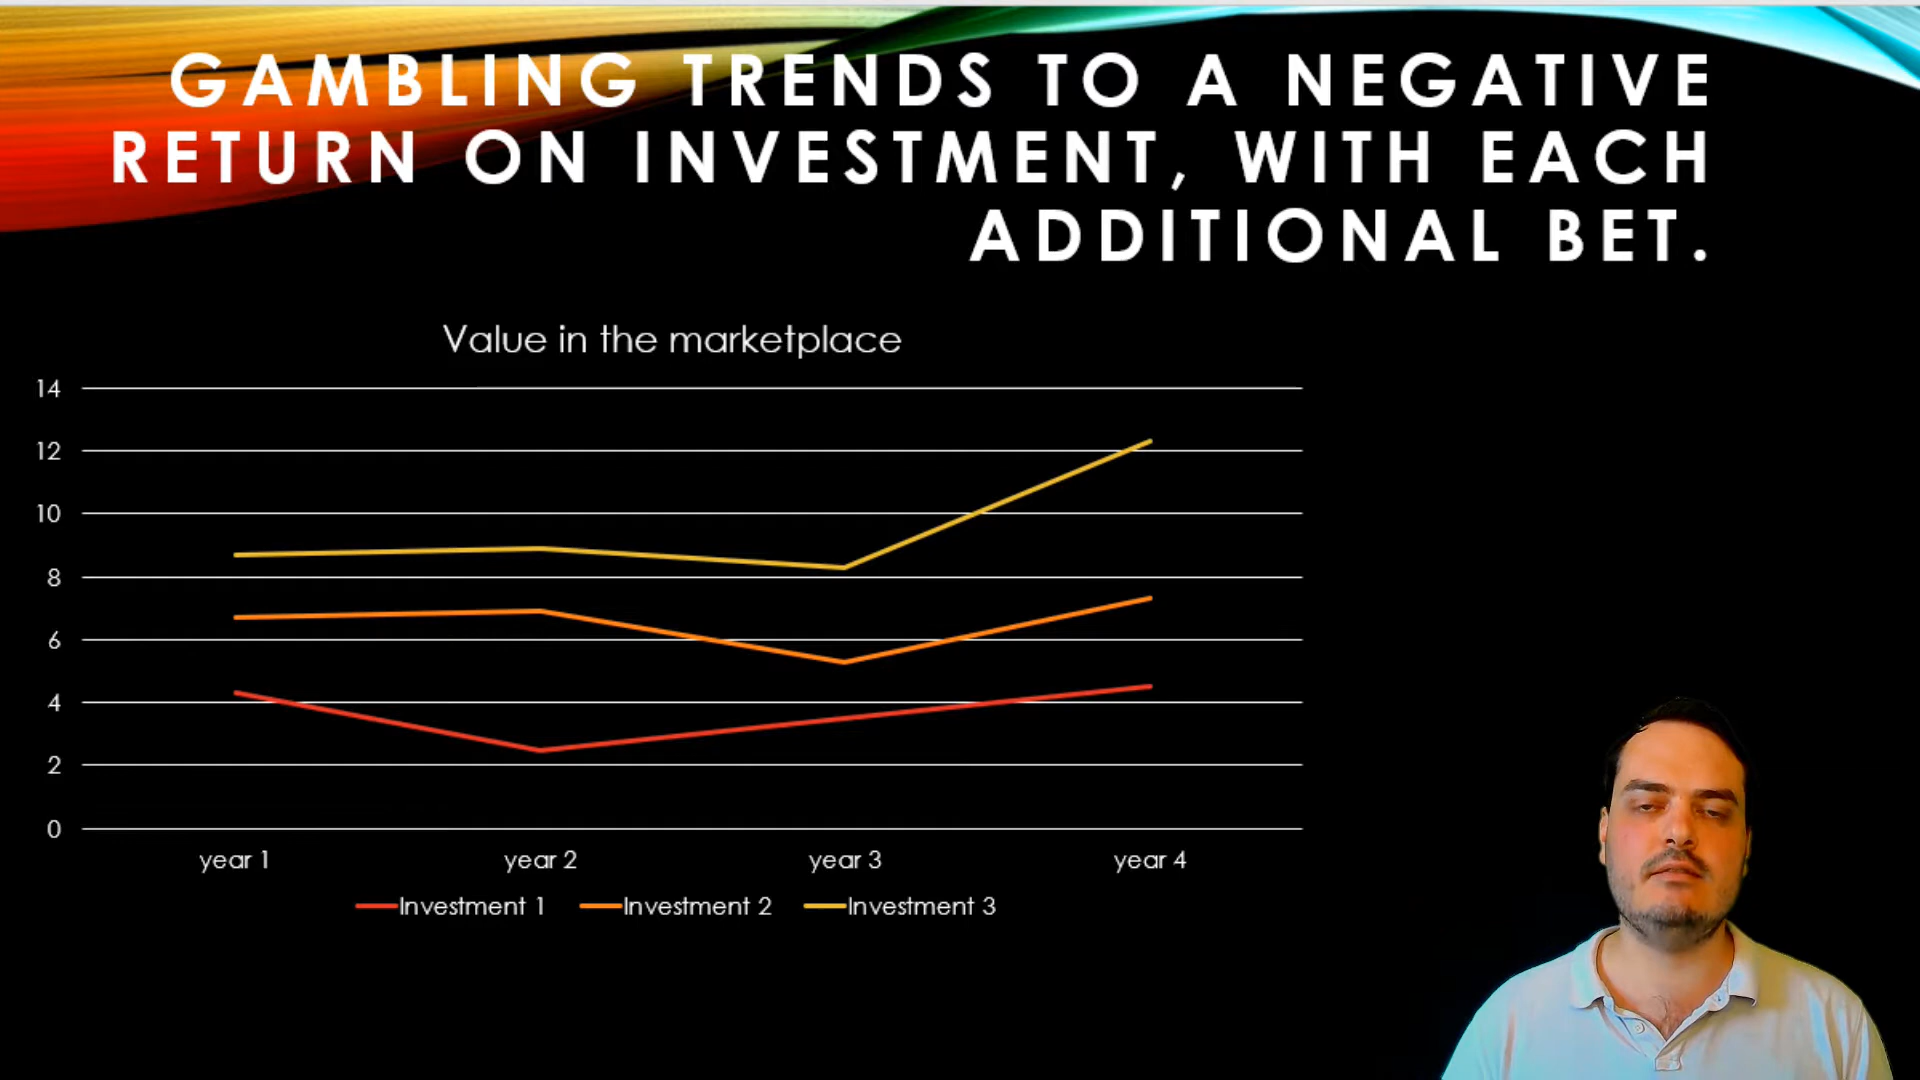 GAMBLING TRENDS TO A NEGATIVE
RETURN ON INVESTMENT, WITH EACH
ADDITIONAL BET.
Value in the marketplace
14
12
10
8
6
4
2
0
year 1 year 2 year 3 year 4
Investment 1 Investment 2 Investment 3